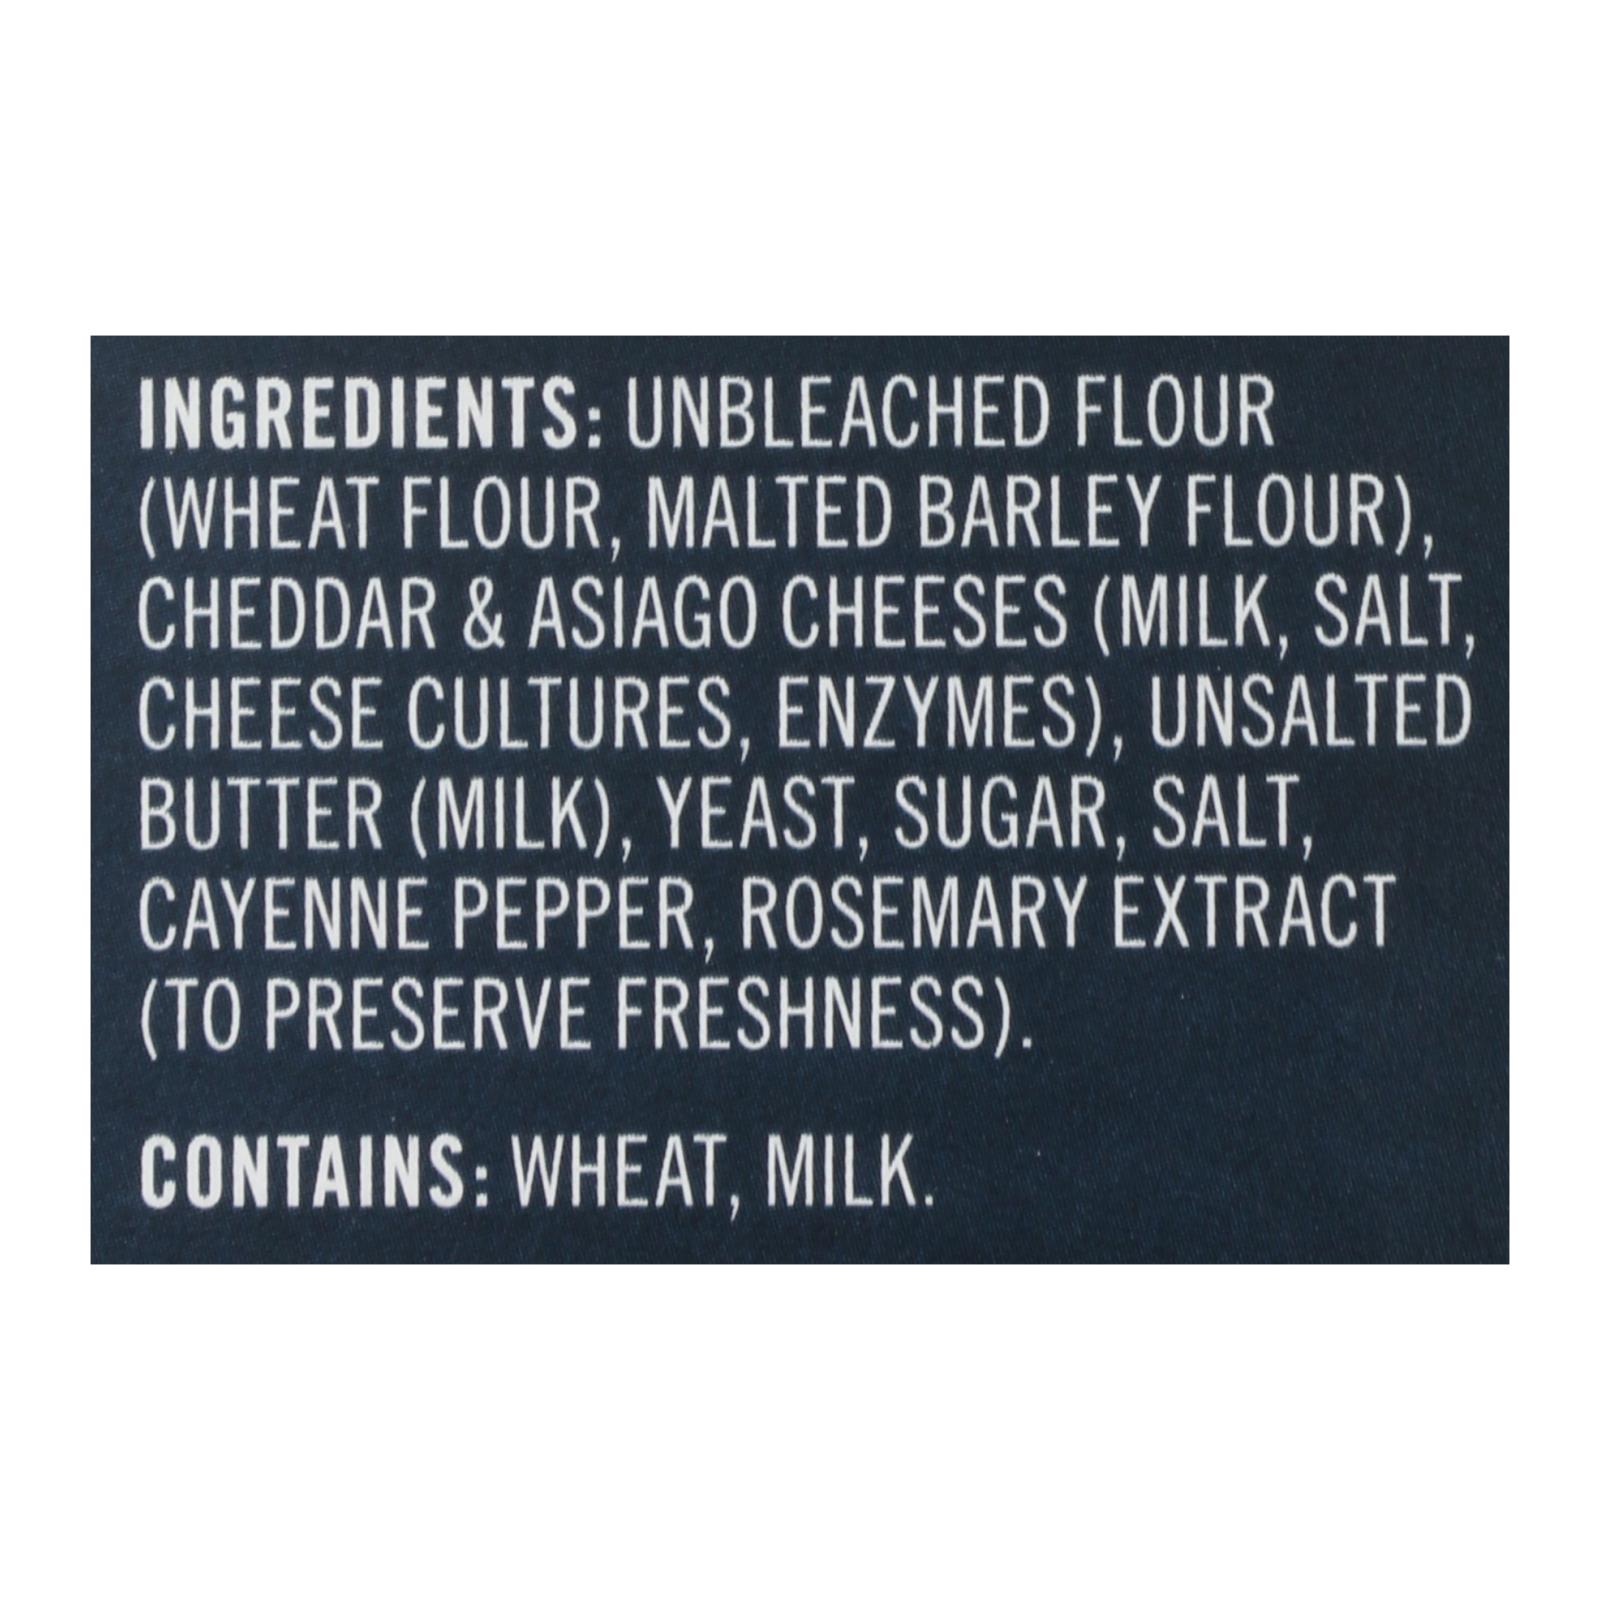 INGREDIENTS: UNBLEACHED FLOUR
(WHEAT FLOUR, MALTED BARLEY FLOUR),
CHEDDAR & ASIAGO CHEESES (MILK, SALT,
CHEESE CULTURES, ENZYMES), UNSALTED
BUTTER (MILK), YEAST, SUGAR, SALT,
CAYENNE PEPPER, ROSEMARY EXTRACT
(TO PRESERVE FRESHNESS).
CONTAINS: WHEAT, MILK.